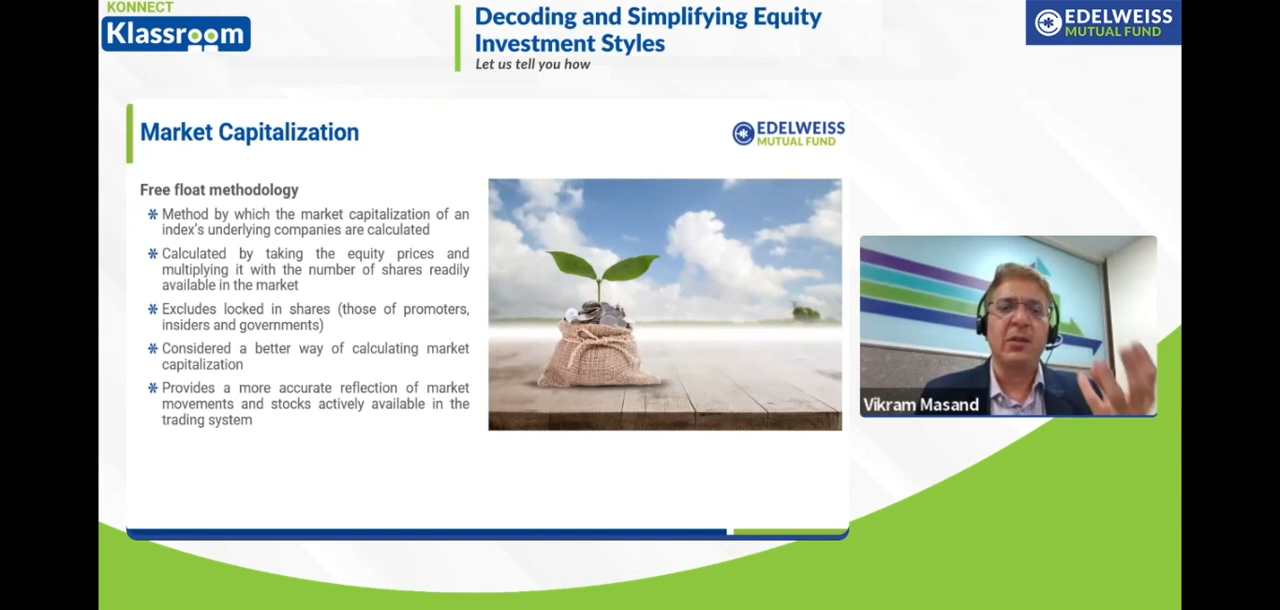 KONNECT
Klassroom
Decoding and Simplifying Equity
Investment Styles
Let us tell you how
EDELWEISS
MUTUAL FUND
Market Capitalization
EDELWEISS
MUTUAL FUND
Free float methodology
Method by which the market capitalization of an
index's underlying companies are calculated
Calculated by taking the equity prices and
multiplying it with the number of shares readily
available in the market
Excludes locked in shares (those of promoters,
insiders and governments)
Considered a better way of calculating market
capitalization
Provides a more accurate reflection of market
movements and stocks actively available in the
trading system
Vikram Masand